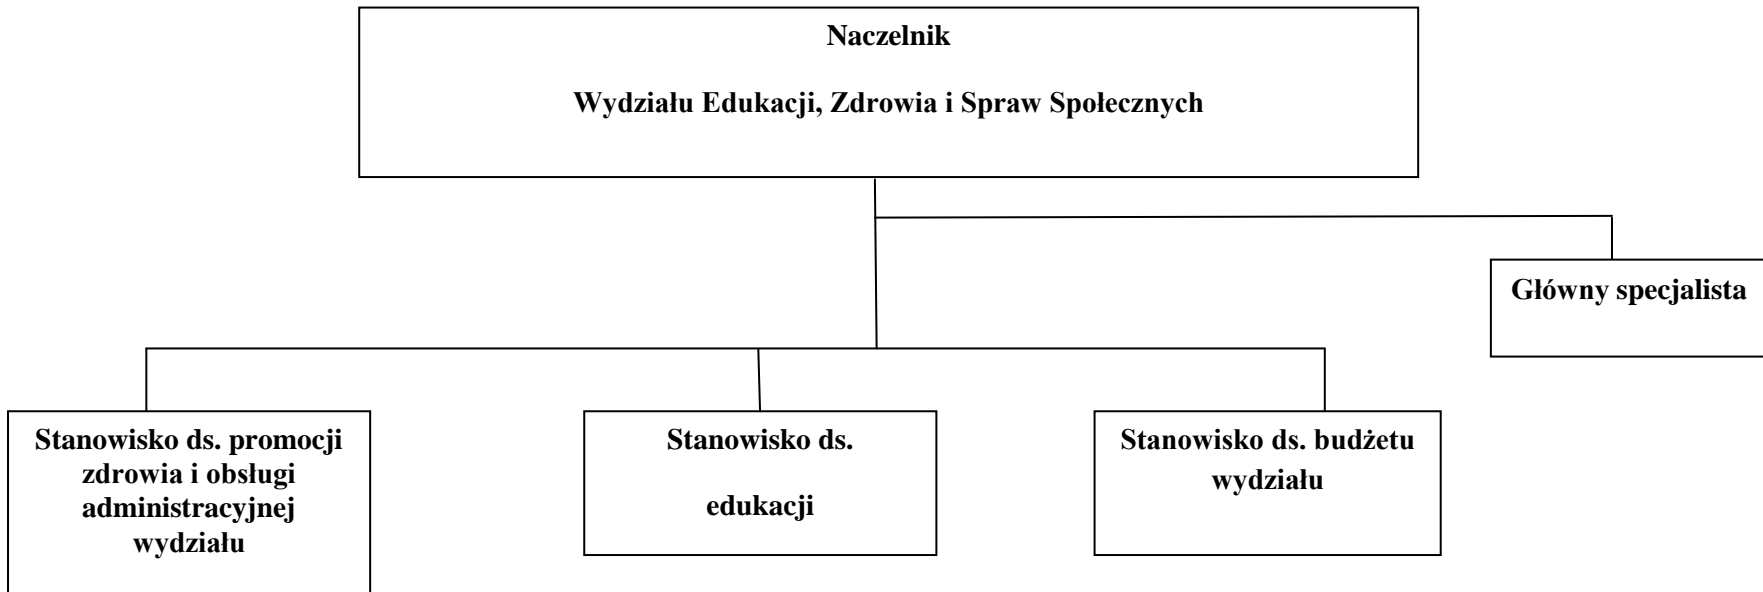 Naczelnik
Wydziału Edukacji, Zdrowia i Spraw Społecznych
Główny specjalista
Stanowisko ds. promocji
zdrowia i obsługi
administracyjnej
wydziału
Stanowisko ds.
edukacji
Stanowisko ds. budżetu
wydziału